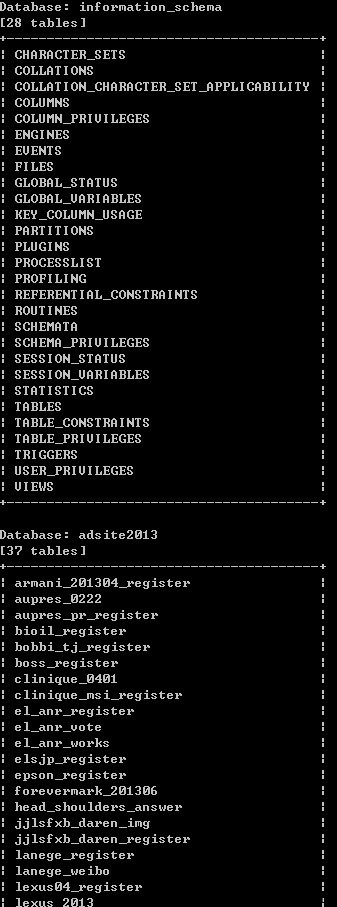 Database: information_schema
[28 tables]
+---------------------------------------+
| CHARACTER_SETS |
| COLLATIONS |
| COLLATION_CHARACTER_SET_APPLICABILITY |
| COLUMNS |
| COLUMN_PRIVILEGES |
| ENGINES |
| EVENTS |
| FILES |
| GLOBAL_STATUS |
| GLOBAL_VARIABLES |
| KEY_COLUMN_USAGE |
| PARTITIONS |
| PLUGINS |
| PROCESSLIST |
| PROFILING |
| REFERENTIAL_CONSTRAINTS |
| ROUTINES |
| SCHEMATA |
| SCHEMA_PRIVILEGES |
| SESSION_STATUS |
| SESSION_VARIABLES |
| STATISTICS |
| TABLES |
| TABLE_CONSTRAINTS |
| TABLE_PRIVILEGES |
| TRIGGERS |
| USER_PRIVILEGES |
| VIEWS |
+---------------------------------------+
Database: adsite2013
[37 tables]
+---------------------------------------+
| armani_201304_register |
| aupres_0222 |
| aupres_pr_register |
| bioil_register |
| bobbi_tj_register |
| boss_register |
| clinique_0401 |
| clinique_msi_register |
| el_anr_register |
| el_anr_vote |
| el_anr_works |
| elsjp_register |
| epson_register |
| forevermark_201306 |
| head_shoulders_answer |
| jjlsfxb_daren_img |
| jjlsfxb_daren_register |
| lanege_register |
| lanege_weibo |
| lexus04_register |
| lexus_2013 |